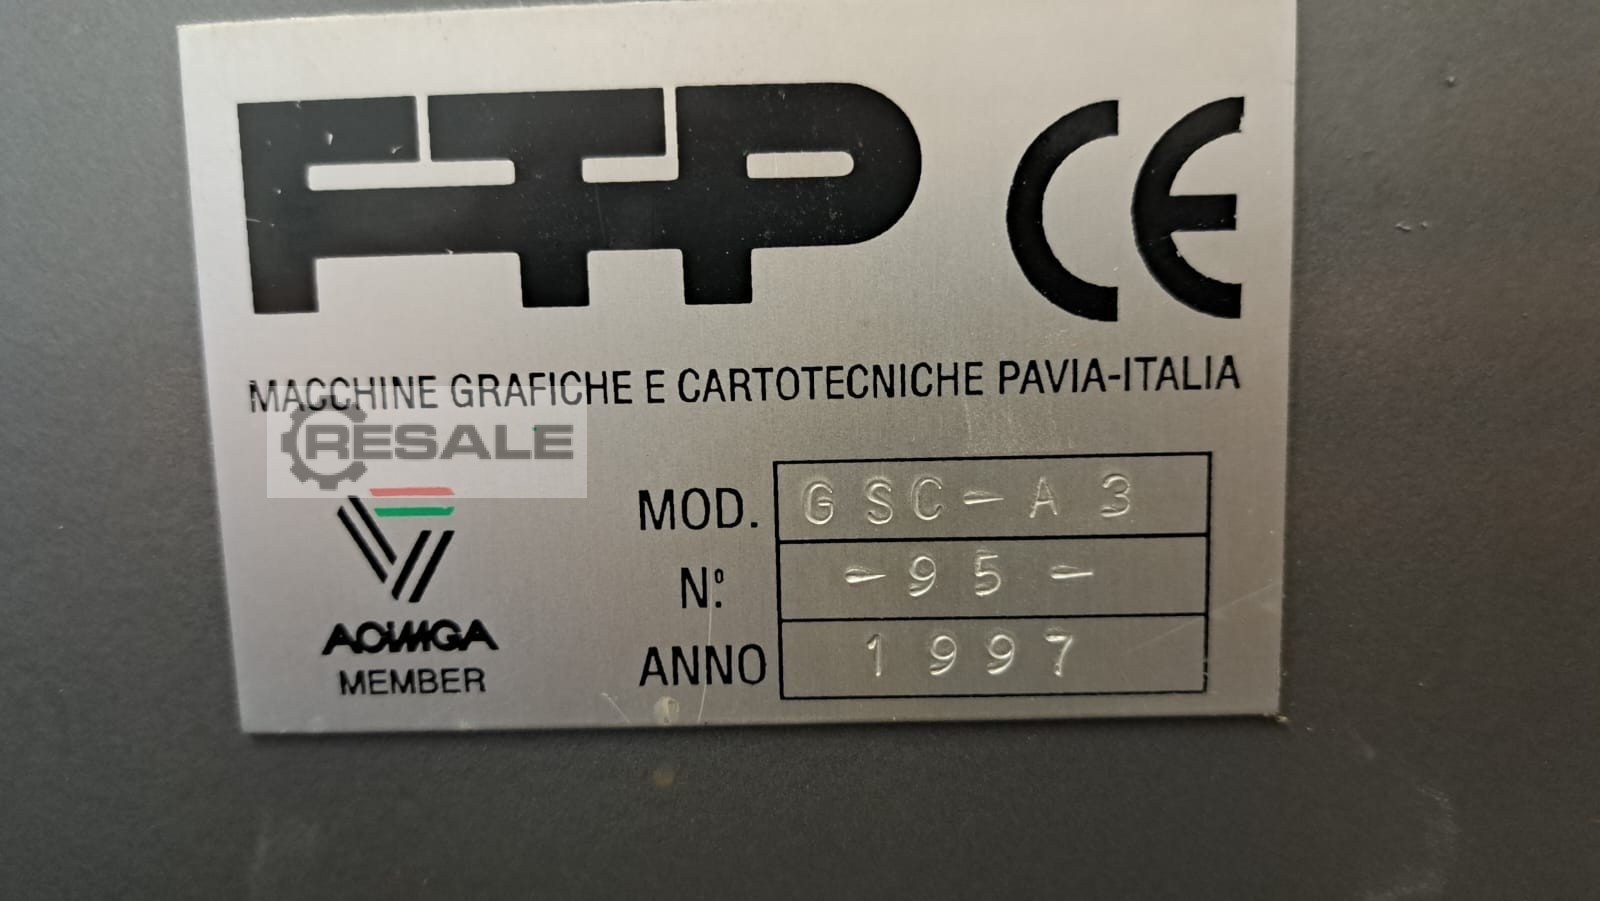 FTP CE
MACCHINE GRAFICHE E CARTOTECNICHE PAVIA-ITALIA
RESALE
MOD. GSC-A3
N.º -95-
ACIMGA
MEMBER
ANNO 1997